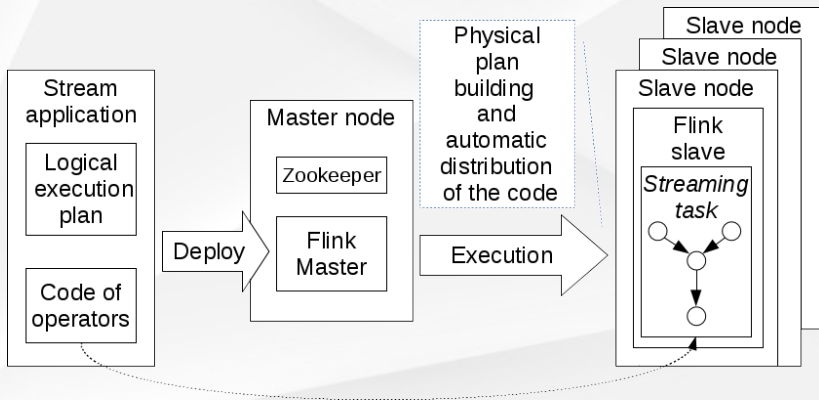 Stream
application
Logical
execution
plan
Code of
operators
Deploy
Master node
Zookeeper
Flink
Master
Physical
plan
building
and
automatic
distribution
of the code
Execution
Slave node
Slave node
Slave node
Flink
slave
Streaming
task